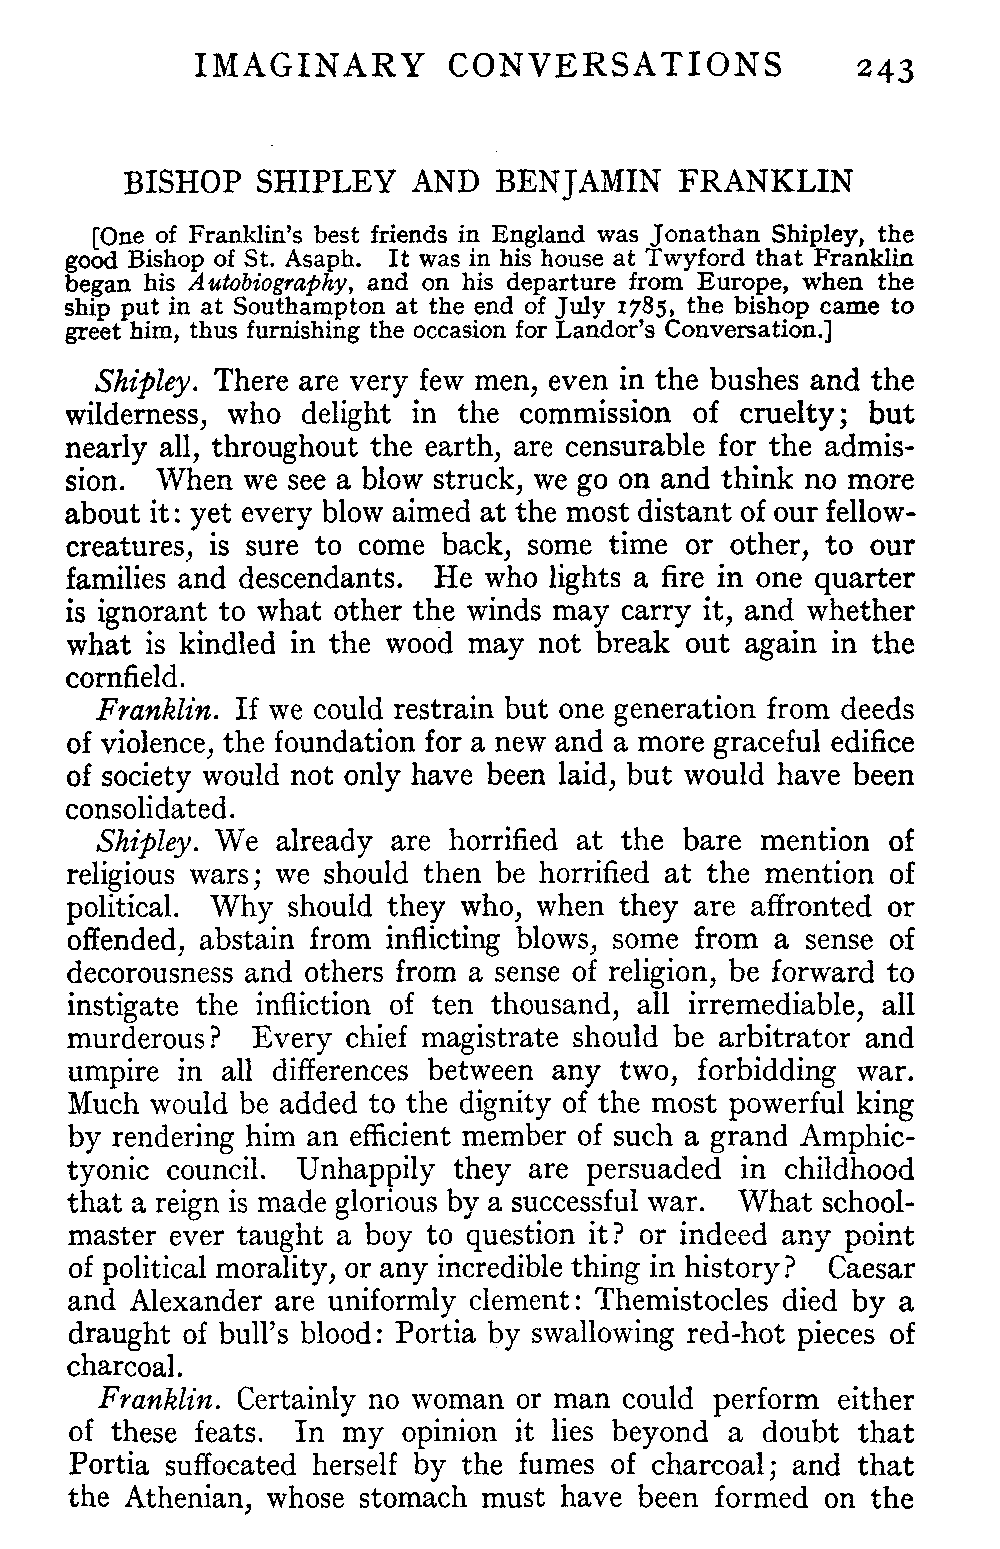 IMAGINARY CONVERSATIONS 243
BISHOP SHIPLEY AND BENJAMIN FRANKLIN
[One of Franklin's best friends in England was Jonathan Shipley, the
good Bishop of St. Asaph. It was in his house at Twyford that Franklin
began his Autobiography, and on his departure from Europe, when the
ship put in at Southampton at the end of July 1785, the bishop came to
greet him, thus furnishing the occasion for Landor's Conversation.]
Shipley. There are very few men, even in the bushes and the
wilderness, who delight in the commission of cruelty; but
nearly all, throughout the earth, are censurable for the admis-
sion. When we see a blow struck, we go on and think no more
about it: yet every blow aimed at the most distant of our fellow-
creatures, is sure to come back, some time or other, to our
families and descendants. He who lights a fire in one quarter
is ignorant to what other the winds may carry it, and whether
what is kindled in the wood may not break out again in the
cornfield.
Franklin. If we could restrain but one generation from deeds
of violence, the foundation for a new and a more graceful edifice
of society would not only have been laid, but would have been
consolidated.
Shipley. We already are horrified at the bare mention of
religious wars; we should then be horrified at the mention of
political. Why should they who, when they are affronted or
offended, abstain from inflicting blows, some from a sense of
decorousness and others from a sense of religion, be forward to
instigate the infliction of ten thousand, all irremediable, all
murderous? Every chief magistrate should be arbitrator and
umpire in all differences between any two, forbidding war.
Much would be added to the dignity of the most powerful king
by rendering him an efficient member of such a grand Amphic-
tyonic council. Unhappily they are persuaded in childhood
that a reign is made glorious by a successful war. What school-
master ever taught a boy to question it? or indeed any point
of political morality, or any incredible thing in history? Caesar
and Alexander are uniformly clement: Themistocles died by a
draught of bull's blood: Portia by swallowing red-hot pieces of
charcoal.
Franklin. Certainly no woman or man could perform either
of these feats. In my opinion it lies beyond a doubt that
Portia suffocated herself by the fumes of charcoal; and that
the Athenian, whose stomach must have been formed on the